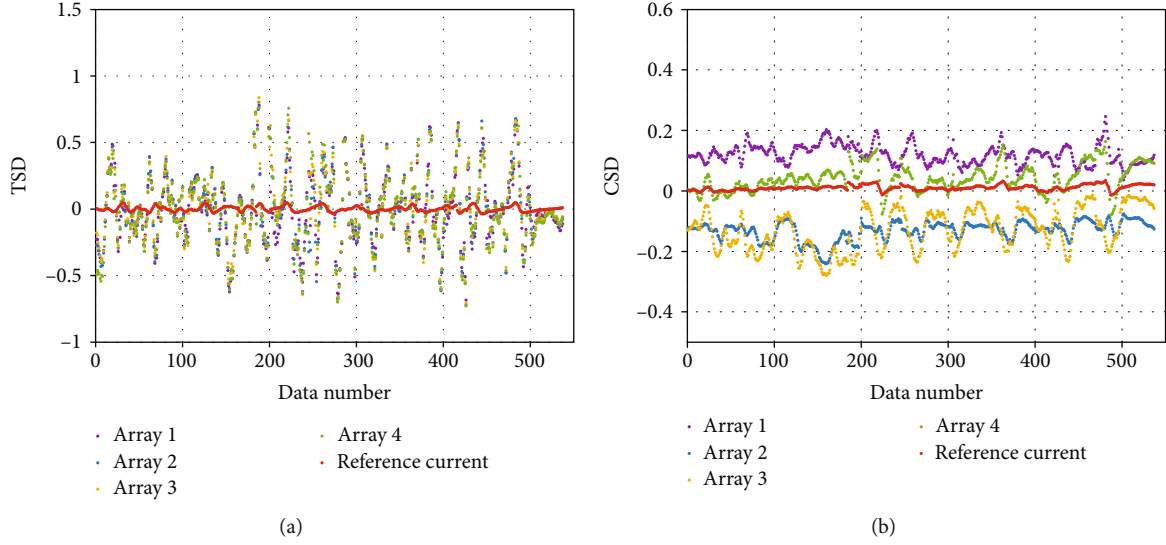 1.5
1
0.5
0
−0.5
−1
TSD
0 100 200 300 400 500
Data number
Array 1
Array 2
Array 3
Array 4
Reference current
(a)
0.6
0.4
0.2
0
−0.2
−0.4
CSD
0 100 200 300 400 500
Data number
Array 1
Array 2
Array 3
Array 4
Reference current
(b)